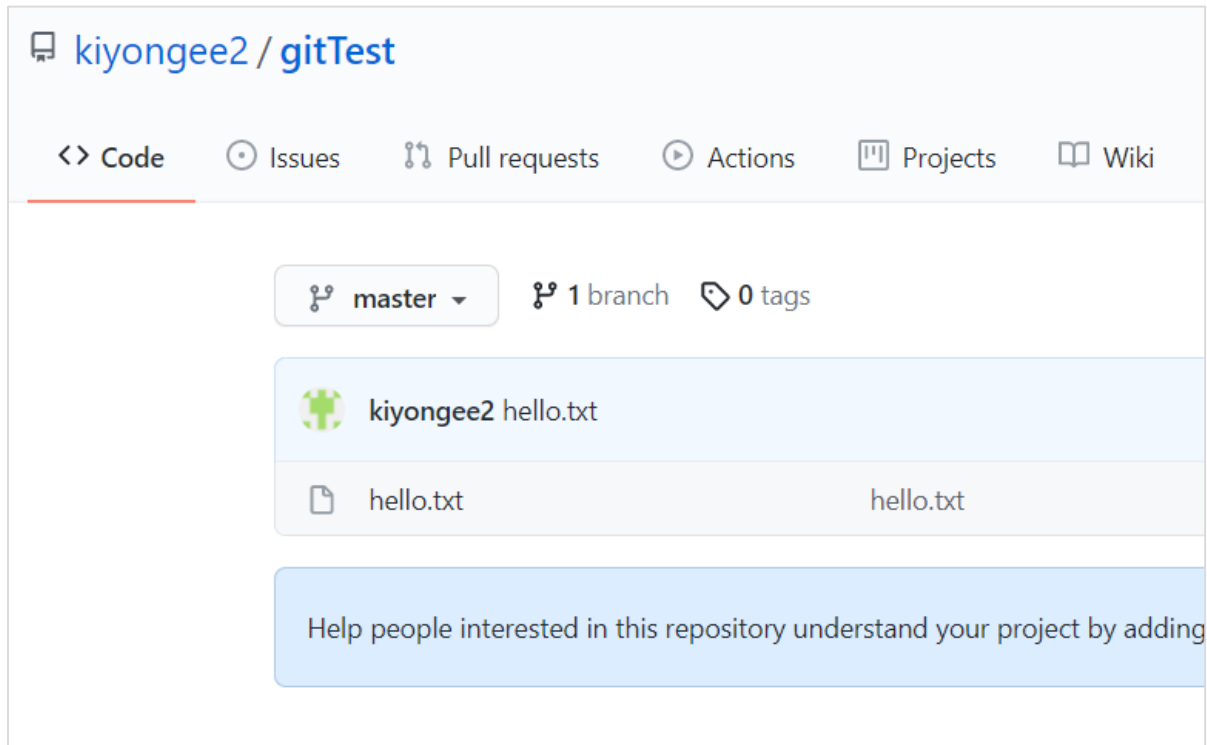 kiyongee2 / gitTest
Code Issues Pull requests Actions Projects Wiki
master 1 branch 0 tags
kiyongee2 hello.txt
hello.txt hello.txt
Help people interested in this repository understand your project by adding